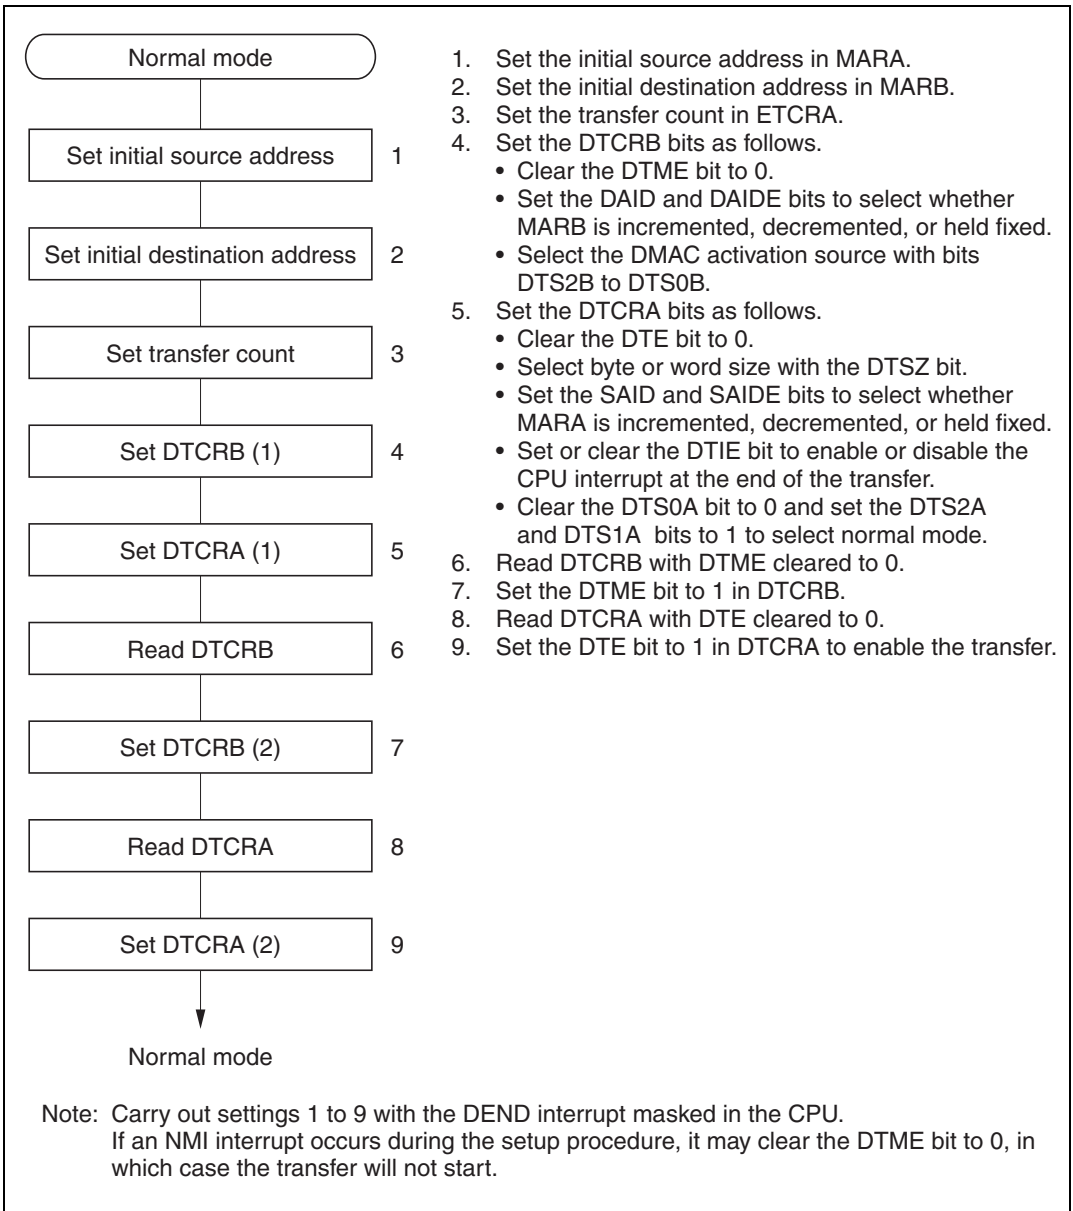 Normal mode
Set initial source address 1
Set initial destination address 2
Set transfer count 3
Set DTCRB (1) 4
Set DTCRA (1) 5
Read DTCRB 6
Set DTCRB (2) 7
Read DTCRA 8
Set DTCRA (2) 9
Normal mode
1. Set the initial source address in MARA.
2. Set the initial destination address in MARB.
3. Set the transfer count in ETCRA.
4. Set the DTCRB bits as follows.
• Clear the DTME bit to 0.
• Set the DAID and DAIDE bits to select whether
MARB is incremented, decremented, or held fixed.
• Select the DMAC activation source with bits
DTS2B to DTS0B.
5. Set the DTCRA bits as follows.
• Clear the DTE bit to 0.
• Select byte or word size with the DTSZ bit.
• Set the SAID and SAIDE bits to select whether
MARA is incremented, decremented, or held fixed.
• Set or clear the DTIE bit to enable or disable the
CPU interrupt at the end of the transfer.
• Clear the DTS0A bit to 0 and set the DTS2A
and DTS1A bits to 1 to select normal mode.
6. Read DTCRB with DTME cleared to 0.
7. Set the DTME bit to 1 in DTCRB.
8. Read DTCRA with DTE cleared to 0.
9. Set the DTE bit to 1 in DTCRA to enable the transfer.
Note: Carry out settings 1 to 9 with the DEND interrupt masked in the CPU.
If an NMI interrupt occurs during the setup procedure, it may clear the DTME bit to 0, in
which case the transfer will not start.